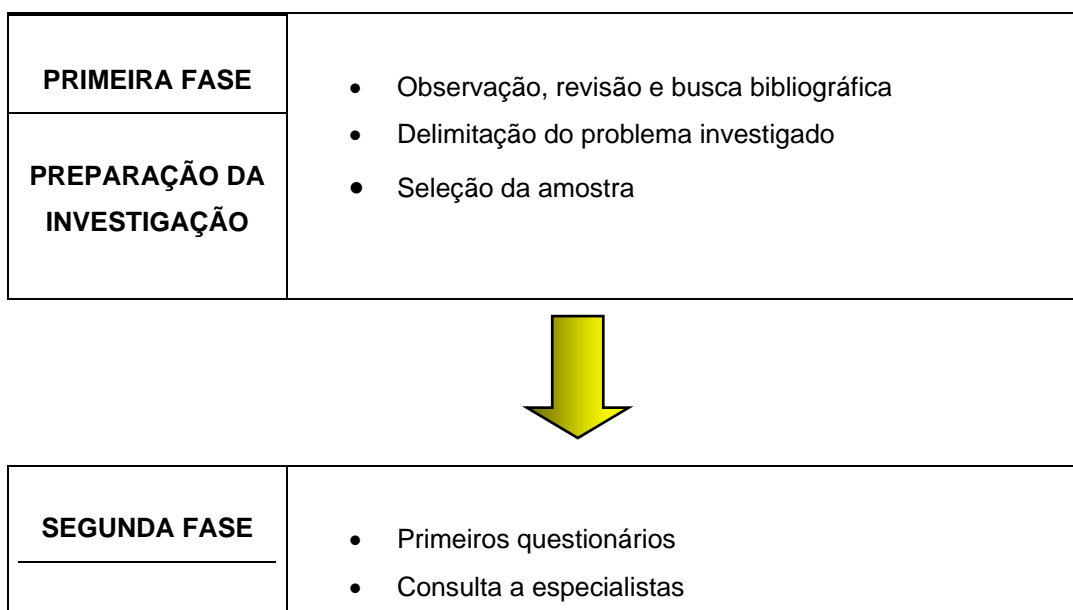 PRIMEIRA FASE
PREPARAÇÃO DA
INVESTIGAÇÃO
• Observação, revisão e busca bibliográfica
• Delimitação do problema investigado
• Seleção da amostra
SEGUNDA FASE
• Primeiros questionários
• Consulta a especialistas